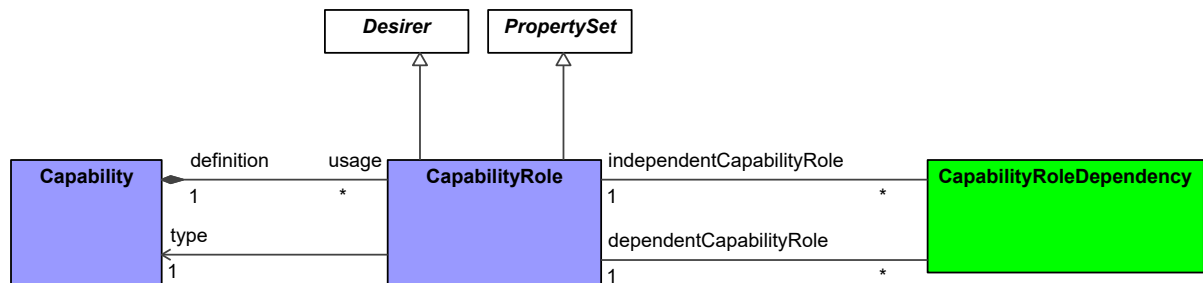 Desirer
PropertySet
definition
usage
independentCapabilityRole
Capability
CapabilityRole
CapabilityRoleDependency
1
*
1
*
type
dependentCapabilityRole
1
1
*